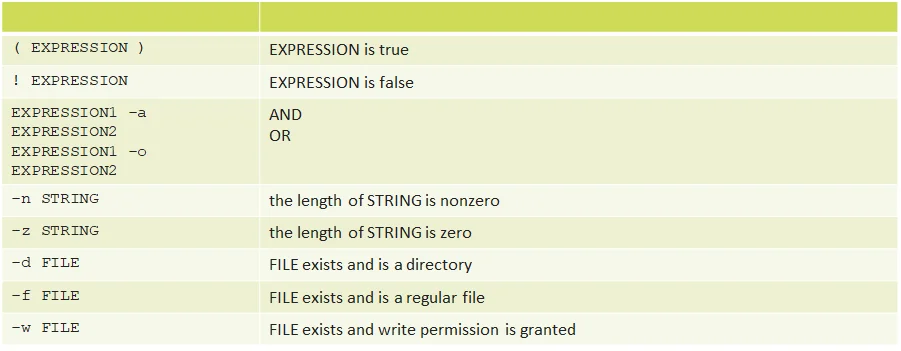 ( EXPRESSION ) EXPRESSION is true
! EXPRESSION EXPRESSION is false
EXPRESSION1 -a
EXPRESSION2
EXPRESSION1 -o
EXPRESSION2
AND
OR
-n STRING the length of STRING is nonzero
-z STRING the length of STRING is zero
-d FILE FILE exists and is a directory
-f FILE FILE exists and is a regular file
-w FILE FILE exists and write permission is granted